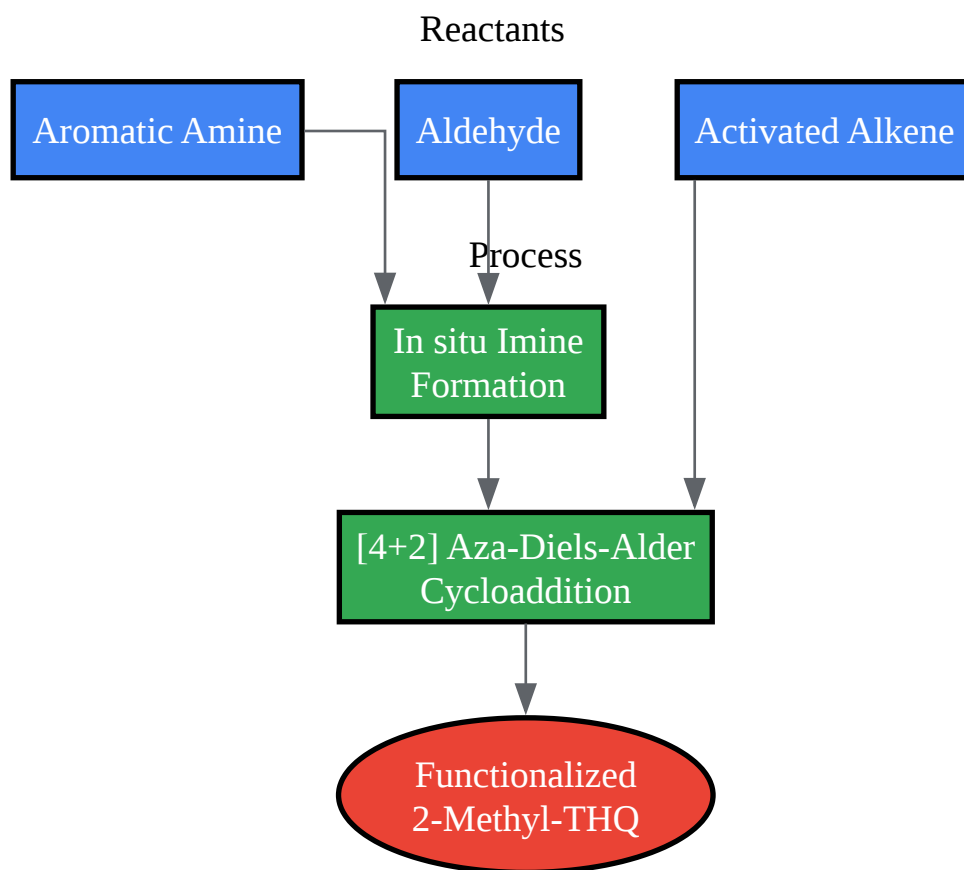 Reactants
Aromatic Amine
Aldehyde
Activated Alkene
Process
In situ Imine
Formation
[4+2] Aza-Diels-Alder
Cycloaddition
Functionalized
2-Methyl-THQ